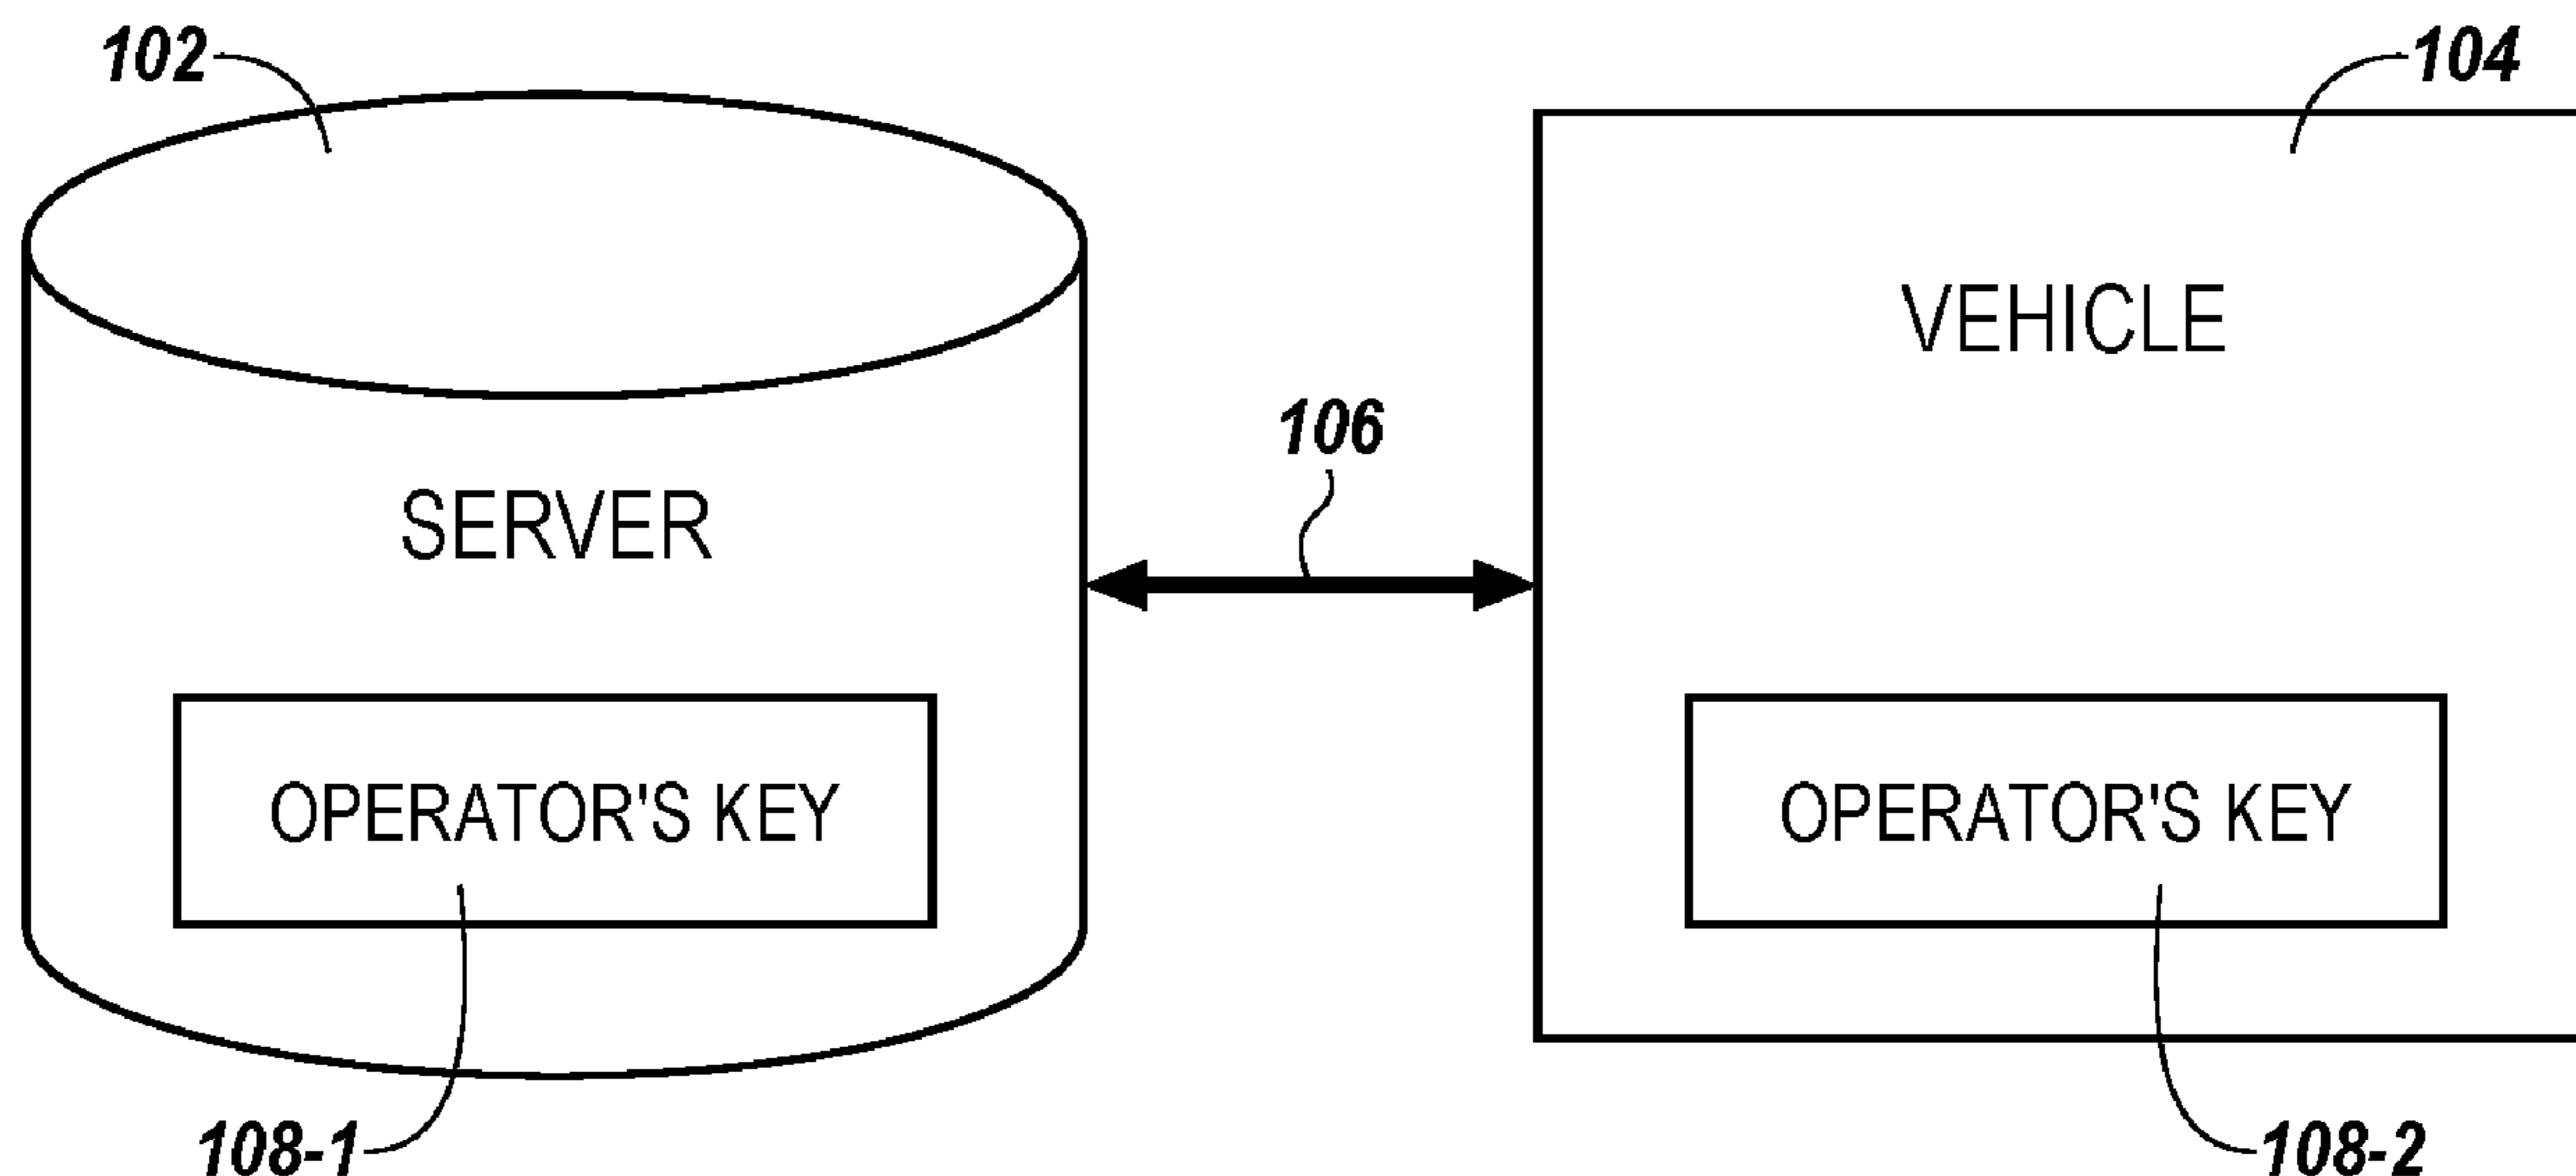 102
104
VEHICLE
106
SERVER
OPERATOR'S KEY
OPERATOR'S KEY
108-1
108-2